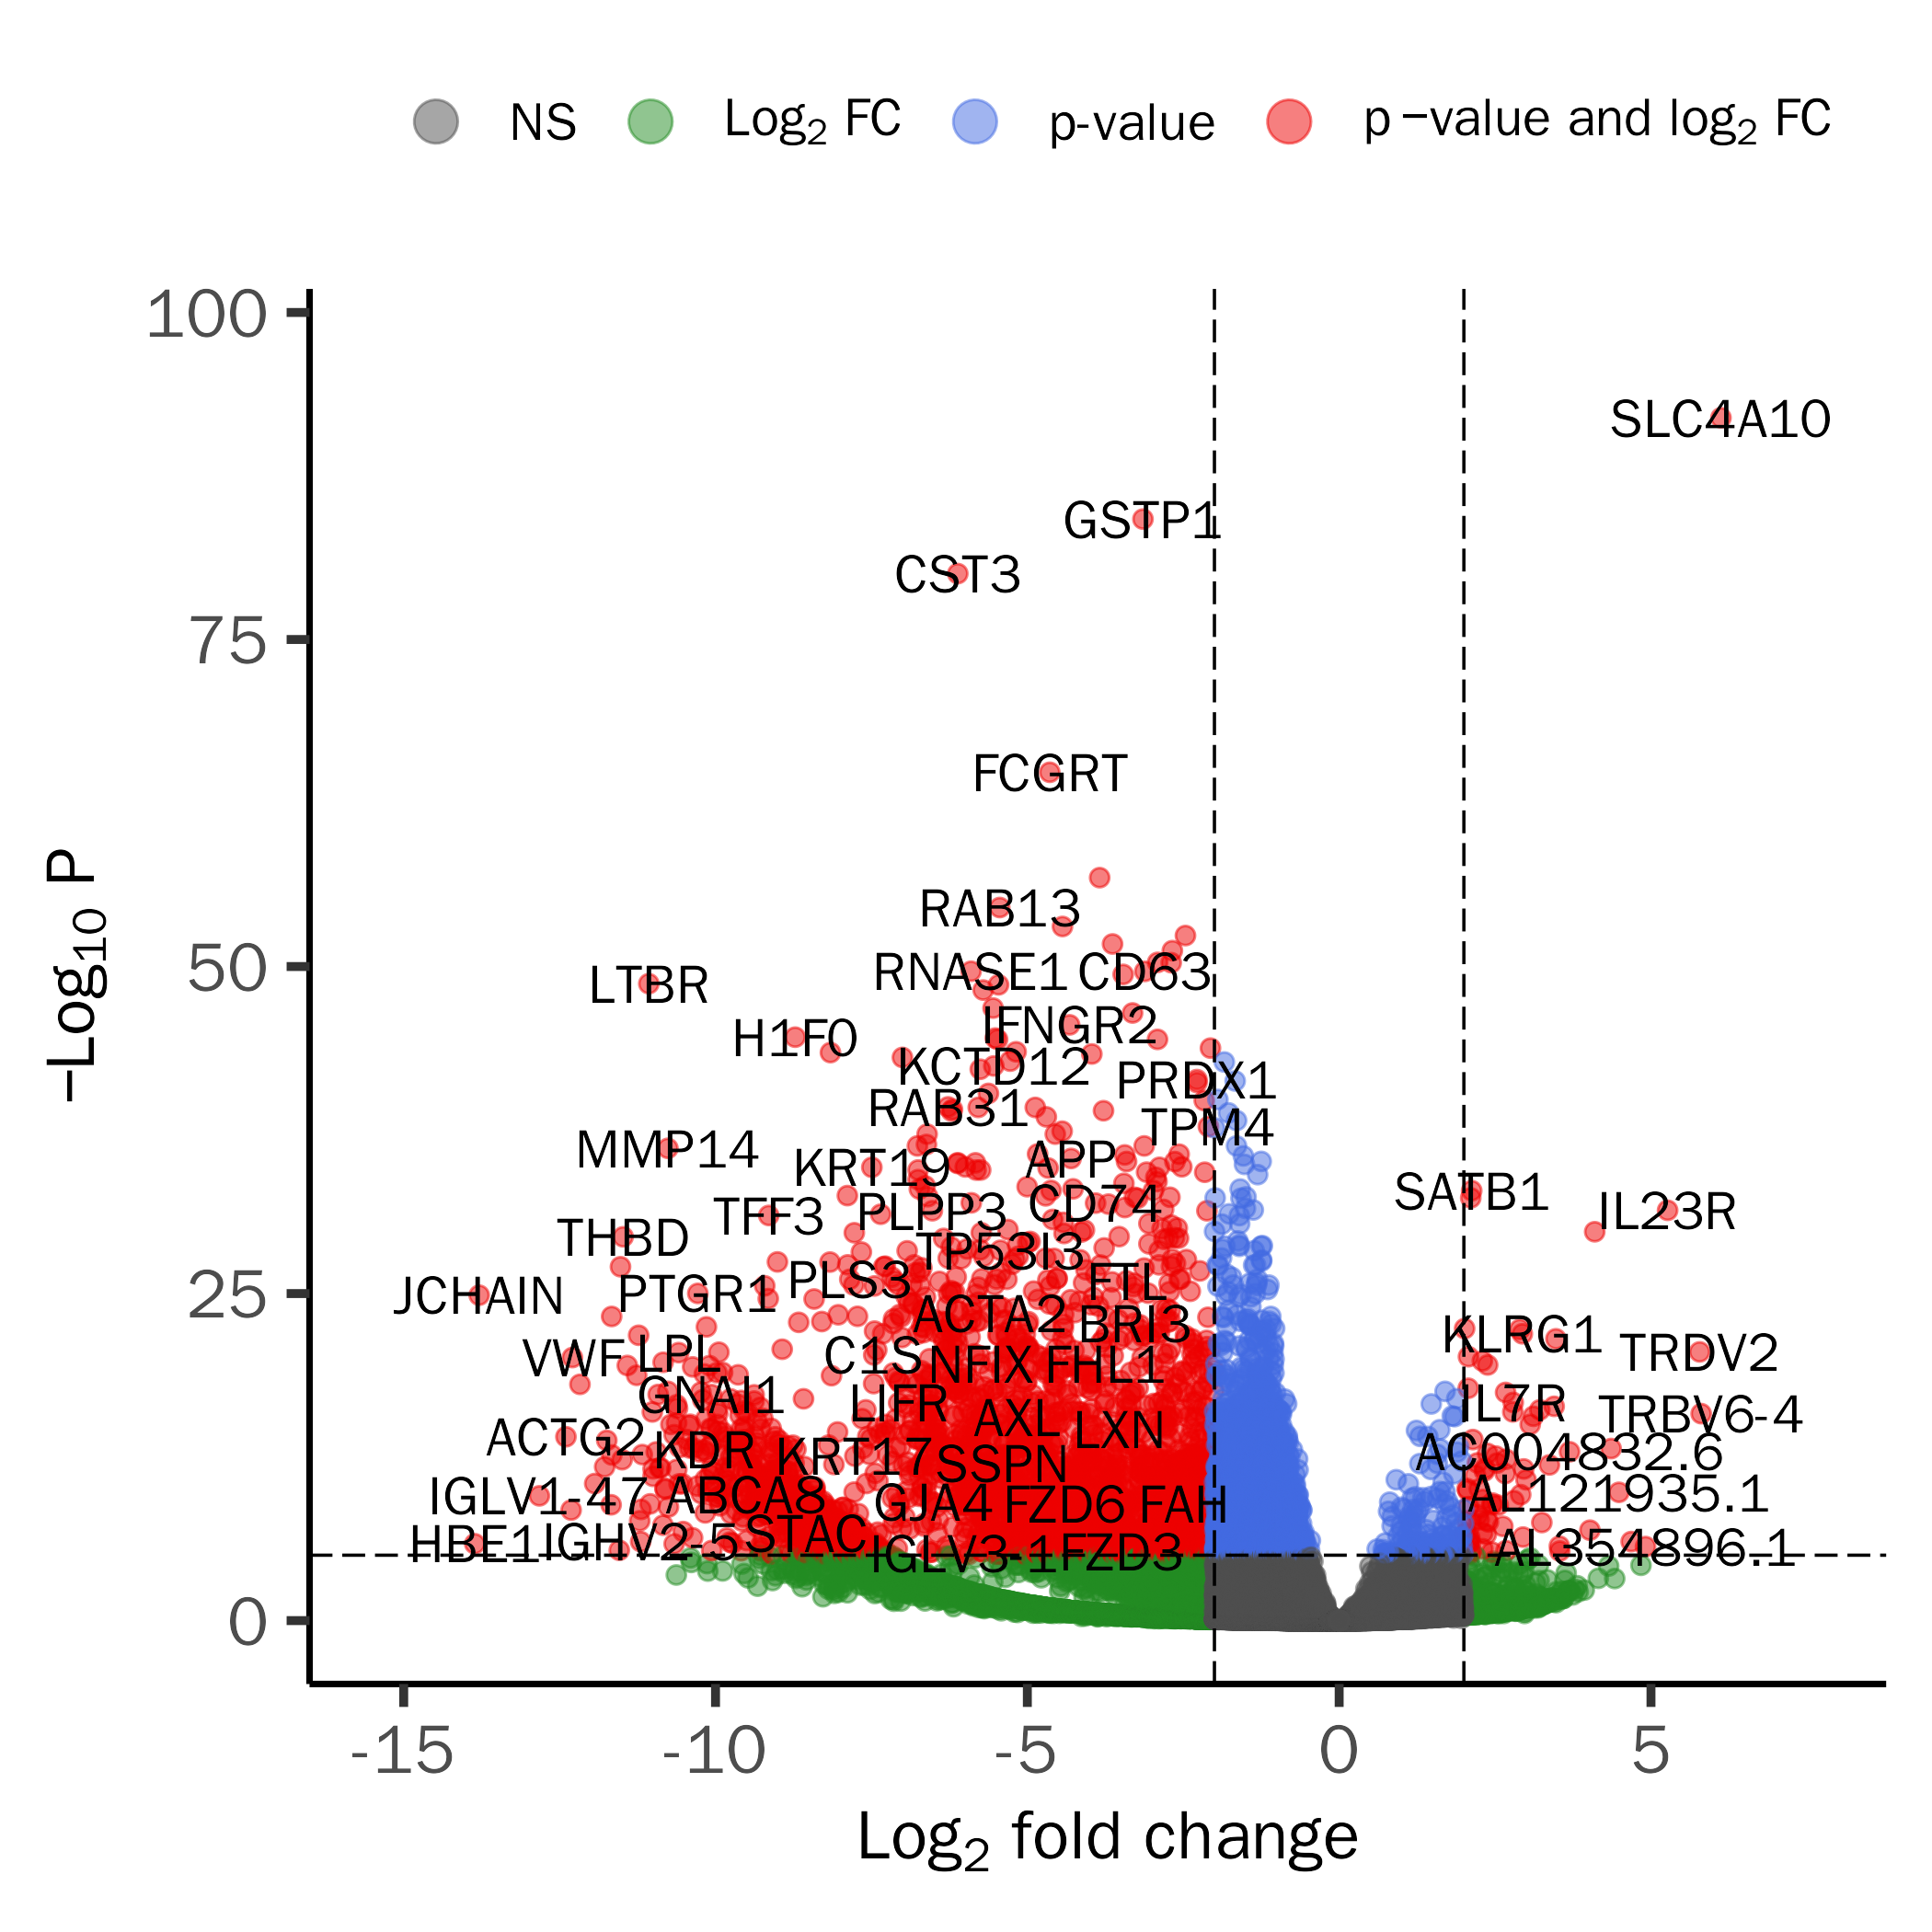 NS Log2 FC p-value p −value and log2 FC
100
SLC4A10
GSTP1
CST3
75
FCGRT
−Log10 P
RAB13
50
RNASE1 CD63
LTBR
IFNGR2
H1F0
KCTD12
PRDX1
RAB31
TPM4
MMP14
APP
KRT19
SATB1
CD74
IL23R
PLPP3
TFF3
THBD
TP53I3
PLS3
FTL
25
JCHAIN
PTGR1
ACTA2
BRI3
KLRG1
TRDV2
C1S
LPL
VWF
NFIX FHL1
GNAI1
LIFR
IL7R
TRBV6-4
AXL LXN
ACTG2
KDR
AC004832.6
KRT17
SSPN
AL121935.1
IGLV1-47
ABCA8
GJA4 FZD6 FAH
STAC
HBE1
IGHV2-5
AL354896.1
IGLV3-1
FZD3
0
-15 -10 -5 0 5
Log2 fold change